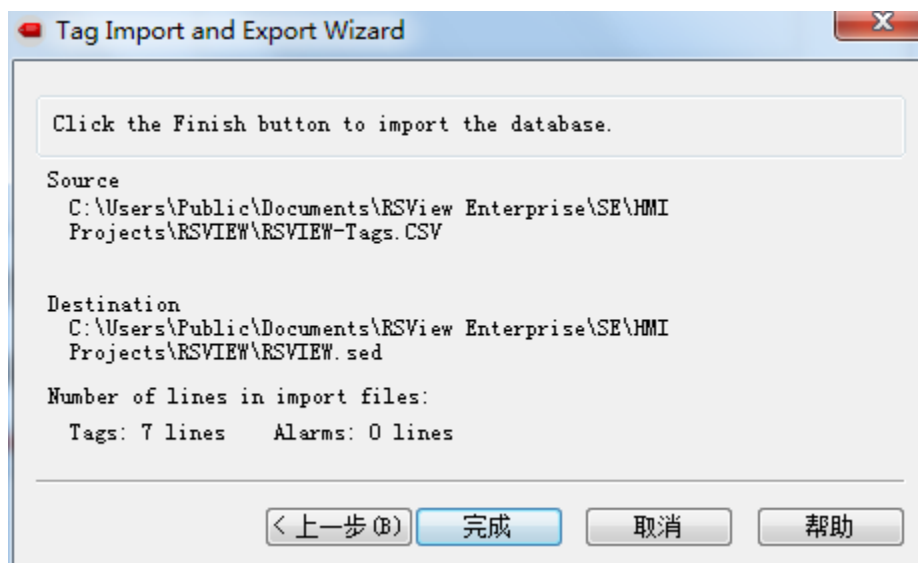 Tag Import and Export Wizard
Click the Finish button to import the database.
Source
C:\Users\Public\Documents\RSView Enterprise\SE\HMI
Projects\RSVIEW\RSVIEW-Tags.CSV
Destination
C:\Users\Public\Documents\RSView Enterprise\SE\HMI
Projects\RSVIEW\RSVIEW.sed
Number of lines in import files:
Tags: 7 lines Alarms: 0 lines
< 上一步(B) 完成 取消 帮助